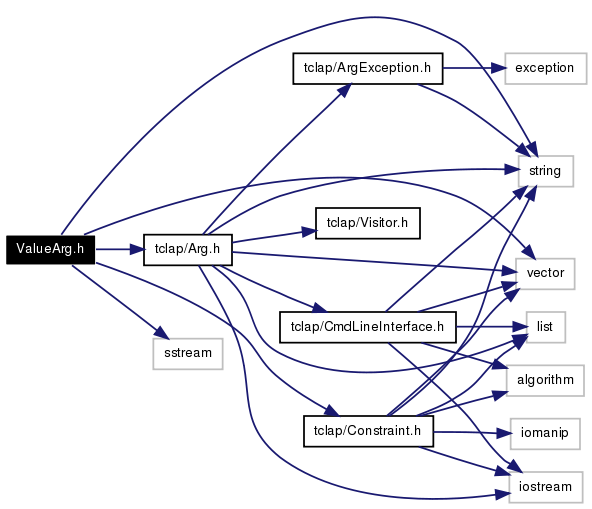 tclap/ArgException.h
exception
string
tclap/Visitor.h
ValueArg.h
tclap/Arg.h
vector
tclap/CmdLineInterface.h
list
sstream
algorithm
tclap/Constraint.h
iomanip
iostream